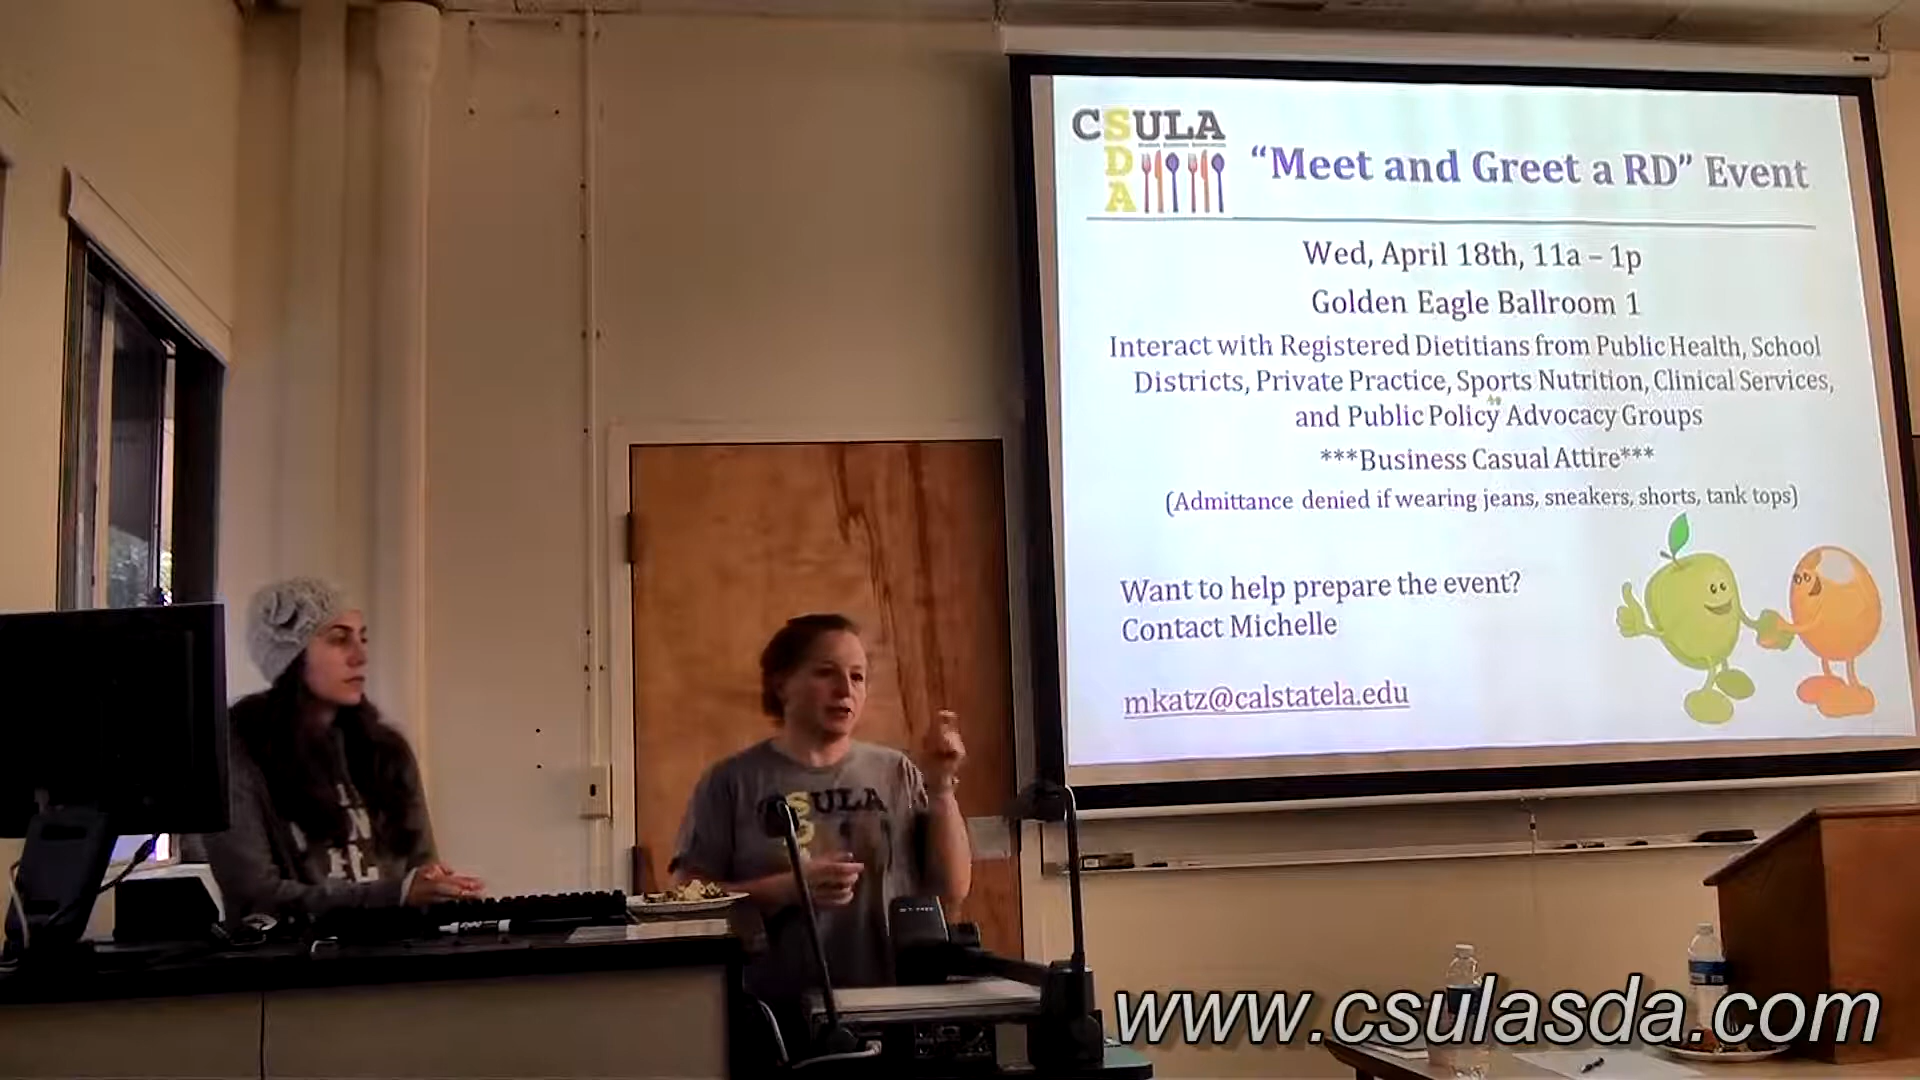 CSULA
SDA
"Meet and Greet a RD" Event
Wed, April 18th, 11a – 1p
Golden Eagle Ballroom 1
Interact with Registered Dietitians from Public Health, School
Districts, Private Practice, Sports Nutrition, Clinical Services,
and Public Policy Advocacy Groups
***Business Casual Attire***
(Admittance denied if wearing jeans, sneakers, shorts, tank tops)
Want to help prepare the event?
Contact Michelle
mkatz@calstatela.edu
CSULA
www.csulasda.com